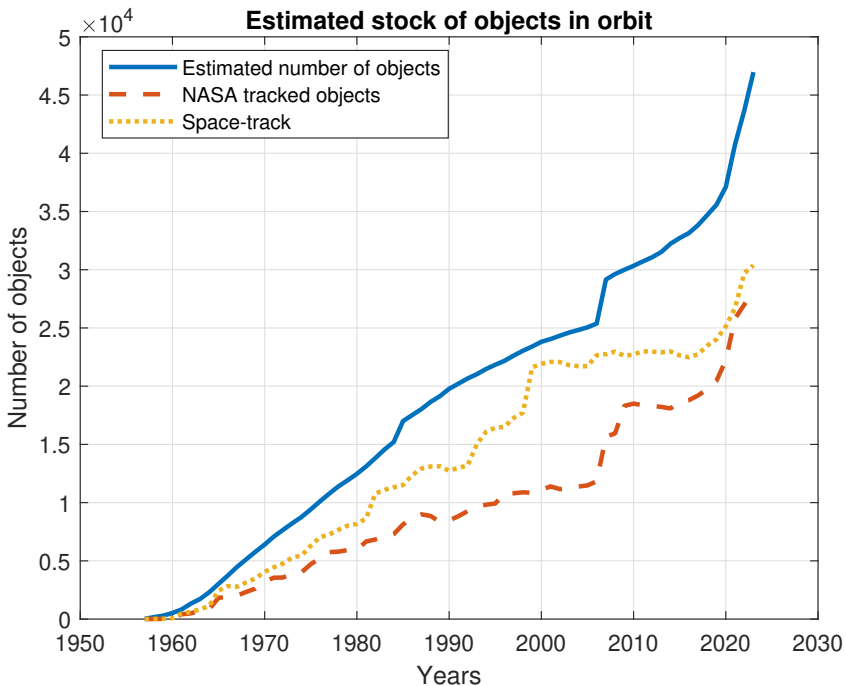 Estimated stock of objects in orbit
×10⁴
5
4.5
4
3.5
3
2.5
2
1.5
1
0.5
0
Number of objects
Estimated number of objects
NASA tracked objects
Space-track
1950 1960 1970 1980 1990 2000 2010 2020 2030
Years